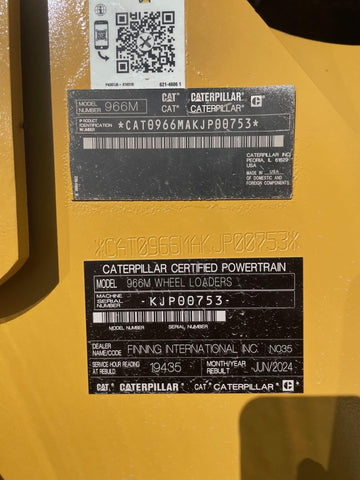 521-4606 1
CAT CATERPILLAR C
MODEL NUMBER 966M CAT® CATERPILLAR®
PRODUCT IDENTIFICATION NUMBER *CAT0966MAKJP00753*
CATERPILLAR INC.
PEORIA, IL 61629
USA
MADE IN USA
OF DOMESTIC AND
FOREIGN COMPONENTS
*CAT0966MAKJP00753*
CATERPILLAR CERTIFIED POWERTRAIN
966M WHEEL LOADERS
MACHINE SERIAL NUMBER - KJP00753 -
MODEL NUMBER SERIAL NUMBER
DEALER NAME/CODE FINNING INTERNATIONAL INC. N035
SERVICE HOUR READING AT REBUILD 19435 MONTH/YEAR REBUILT JUN/2024
CAT CATERPILLAR CAT® CATERPILLAR® C